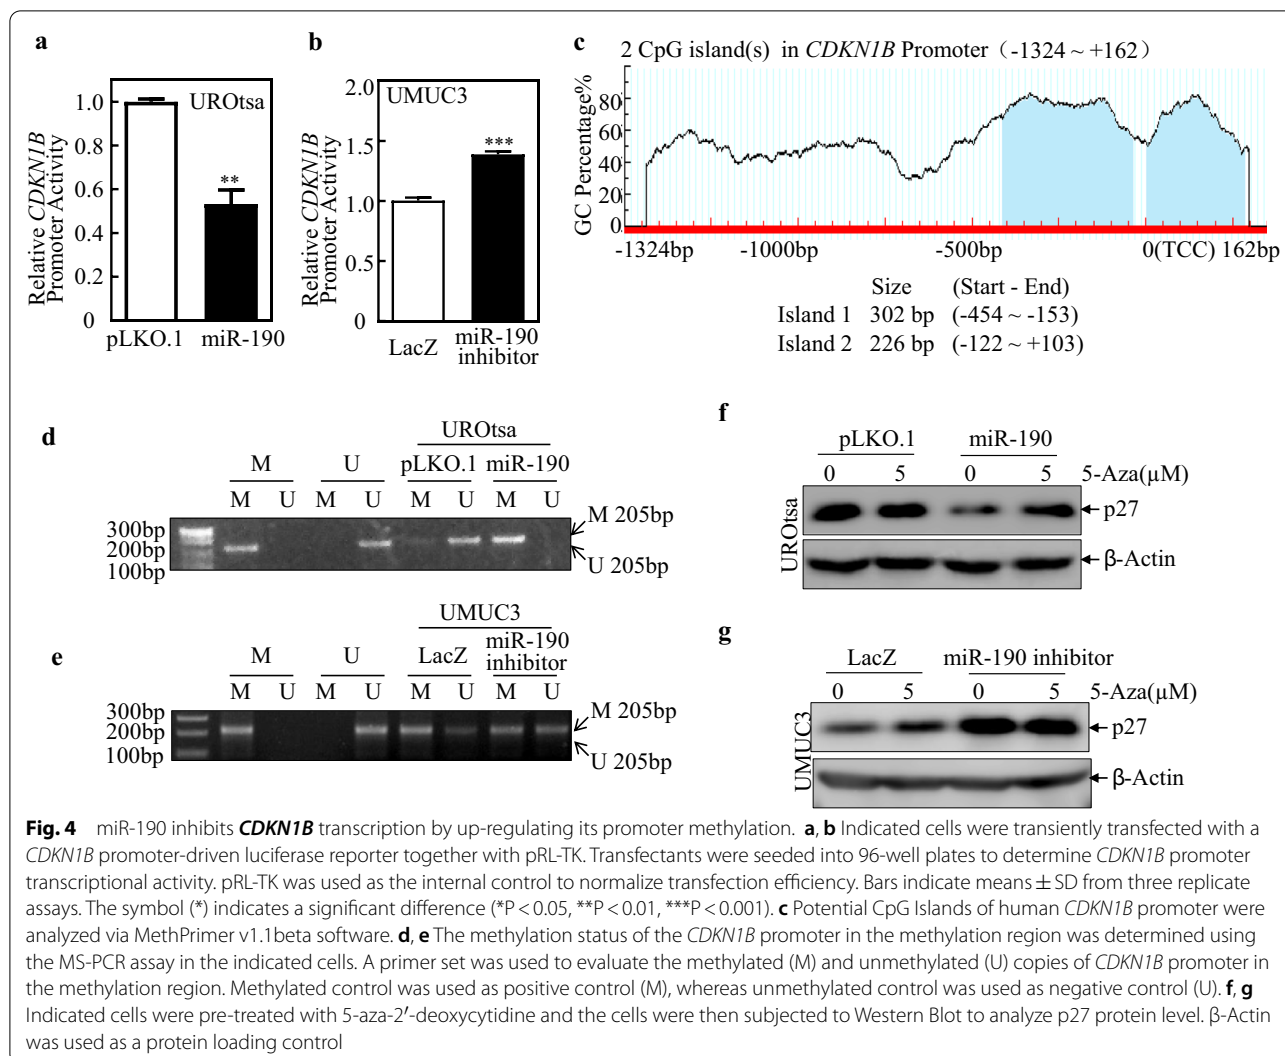 a
1.0
0.8
0.6
0.4
0.2
0
Relative CDKN1B
Promoter Activity
UROtsa
**
pLKO.1 miR-190
b
2.0
1.5
1.0
0
Relative CDKN1B
Promoter Activity
UMUC3
***
LacZ
miR-190
inhibitor
c
2 CpG island(s) in CDKN1B Promoter（-1324 ~ +162）
GC Percentage%
80
60
40
20
0
-1324bp -1000bp -500bp 0(TCC) 162bp
Size (Start - End)
Island 1 302 bp (-454 ~ -153)
Island 2 226 bp (-122 ~ +103)
d
UROtsa
M U pLKO.1 miR-190
M U M U M U M U
300bp
200bp
100bp
M 205bp
U 205bp
e
UMUC3
M U LacZ miR-190
inhibitor
M U M U M U M U
300bp
200bp
100bp
M 205bp
U 205bp
f
pLKO.1 miR-190
0 5 0 5 5-Aza(µM)
UROtsa
p27
β-Actin
g
LacZ miR-190 inhibitor
0 5 0 5 5-Aza(µM)
UMUC3
p27
β-Actin
Fig. 4 miR-190 inhibits CDKN1B transcription by up-regulating its promoter methylation. a, b Indicated cells were transiently transfected with a
CDKN1B promoter-driven luciferase reporter together with pRL-TK. Transfectants were seeded into 96-well plates to determine CDKN1B promoter
transcriptional activity. pRL-TK was used as the internal control to normalize transfection efficiency. Bars indicate means ± SD from three replicate
assays. The symbol (*) indicates a significant difference (*P < 0.05, **P < 0.01, ***P < 0.001). c Potential CpG Islands of human CDKN1B promoter were
analyzed via MethPrimer v1.1beta software. d, e The methylation status of the CDKN1B promoter in the methylation region was determined using
the MS-PCR assay in the indicated cells. A primer set was used to evaluate the methylated (M) and unmethylated (U) copies of CDKN1B promoter in
the methylation region. Methylated control was used as positive control (M), whereas unmethylated control was used as negative control (U). f, g
Indicated cells were pre-treated with 5-aza-2′-deoxycytidine and the cells were then subjected to Western Blot to analyze p27 protein level. β-Actin
was used as a protein loading control